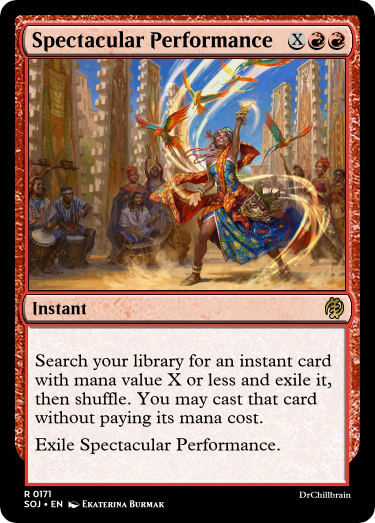 Spectacular Performance X
Instant
Search your library for an instant card
with mana value X or less and exile it,
then shuffle. You may cast that card
without paying its mana cost.
Exile Spectacular Performance.
R 0171 DrChillbrain
SOJ • EN Ekaterina Burmak